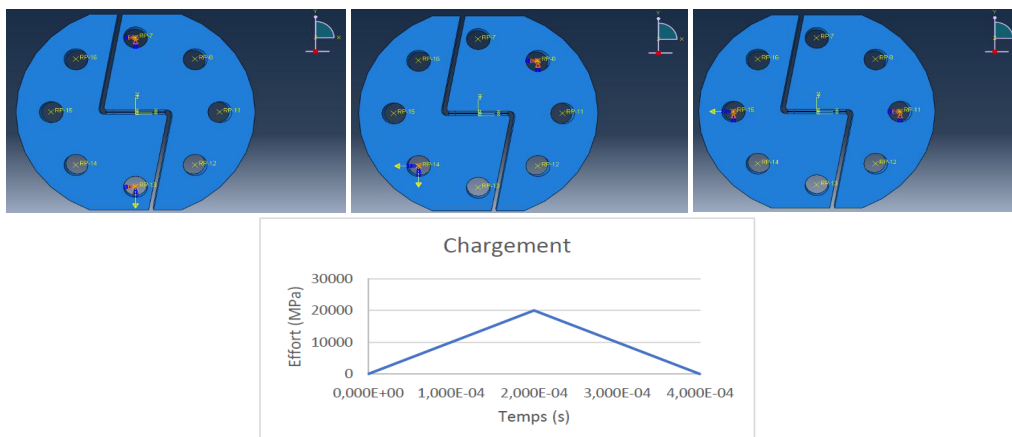 RP-7
RP-16
RP-8
RP-15
RP-11
RP-14
RP-12
RP-13
Y
X
RP-7
RP-16
RP-8
RP-15
RP-11
RP-14
RP-12
RP-13
Y
RP-7
RP-16
RP-8
RP-15
RP-11
RP-14
RP-12
RP-13
Y
Chargement
Effort (MPa)
30000
20000
10000
0
0,000E+00 1,000E-04 2,000E-04 3,000E-04 4,000E-04
Temps (s)